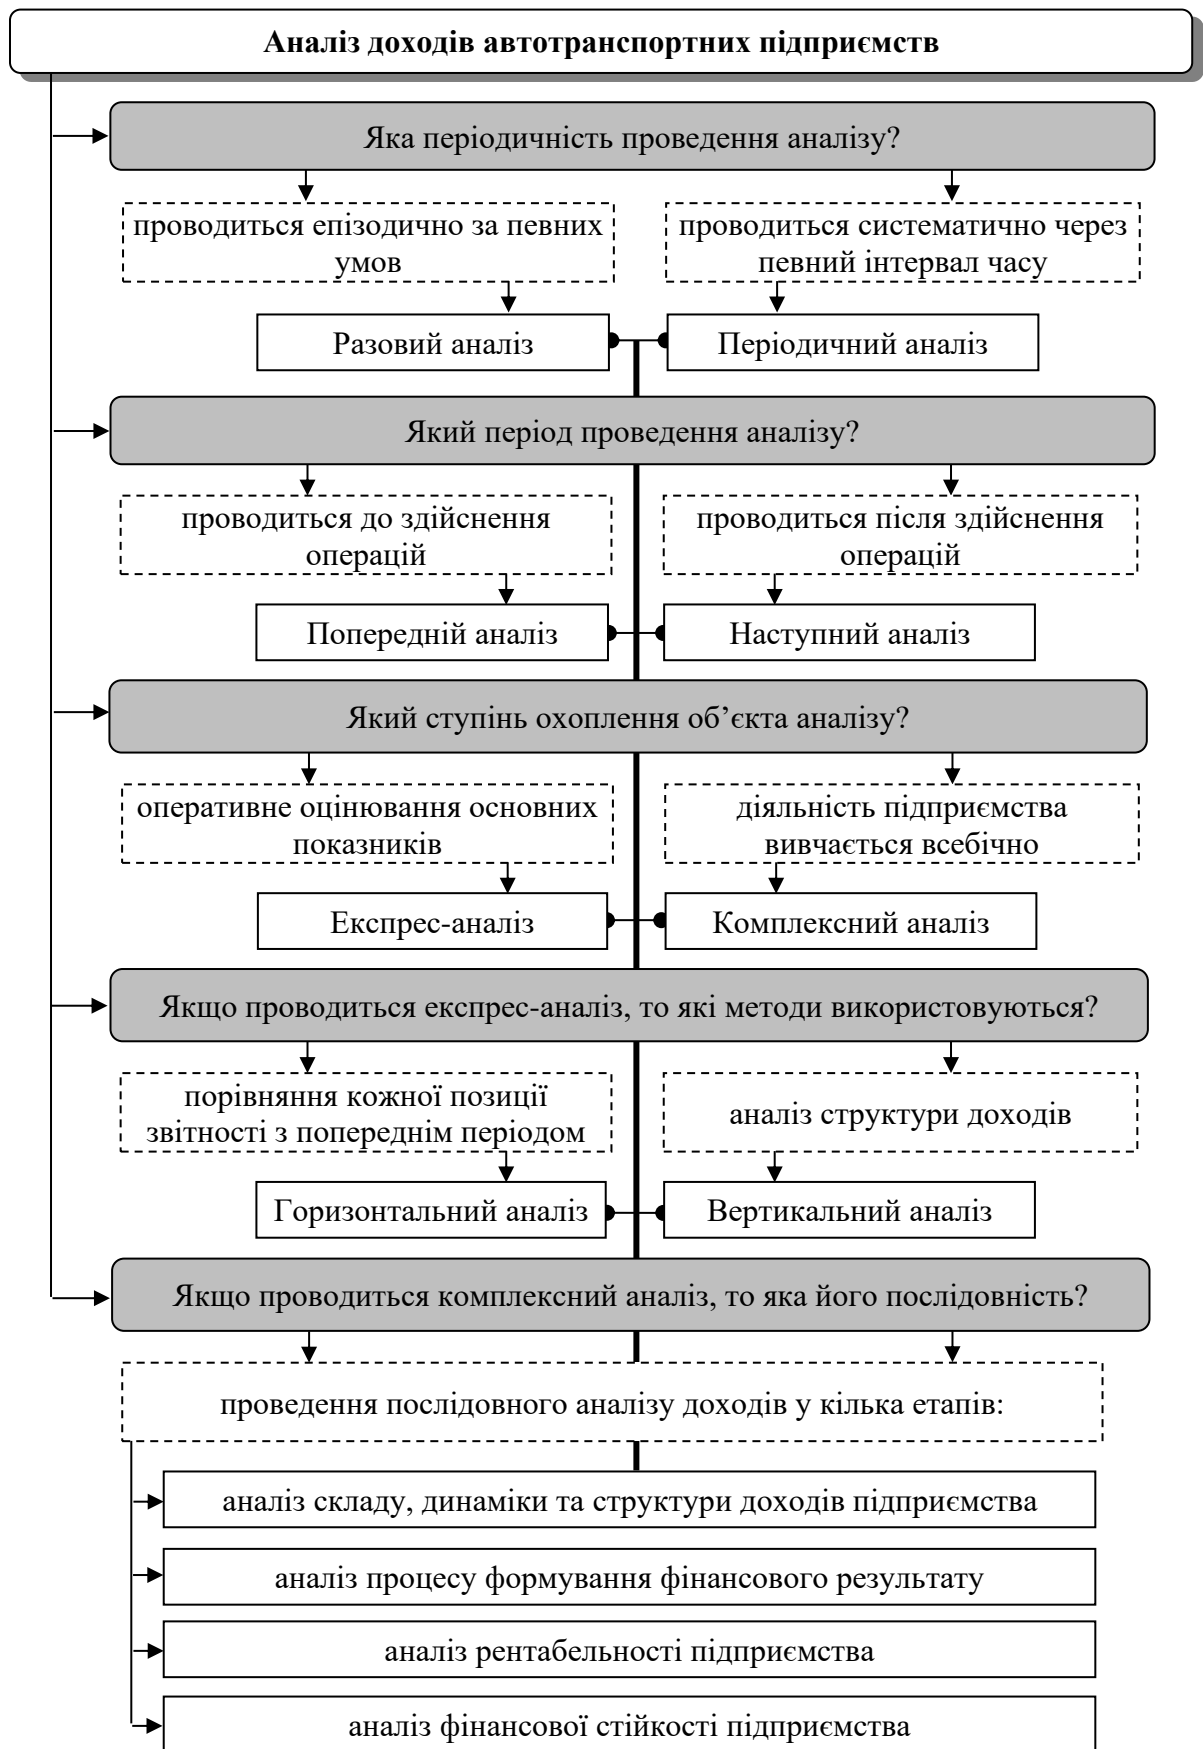 Аналіз доходів автотранспортних підприємств
Яка періодичність проведення аналізу?
проводиться епізодично за певних
умов
проводиться систематично через
певний інтервал часу
Разовий аналіз
Періодичний аналіз
Який період проведення аналізу?
проводиться до здійснення
операцій
проводиться після здійснення
операцій
Попередній аналіз
Наступний аналіз
Який ступінь охоплення об’єкта аналізу?
оперативне оцінювання основних
показників
діяльність підприємства
вивчається всебічно
Експрес-аналіз
Комплексний аналіз
Якщо проводиться експрес-аналіз, то які методи використовуються?
порівняння кожної позиції
звітності з попереднім періодом
аналіз структури доходів
Горизонтальний аналіз
Вертикальний аналіз
Якщо проводиться комплексний аналіз, то яка його послідовність?
проведення послідовного аналізу доходів у кілька етапів:
аналіз складу, динаміки та структури доходів підприємства
аналіз процесу формування фінансового результату
аналіз рентабельності підприємства
аналіз фінансової стійкості підприємства